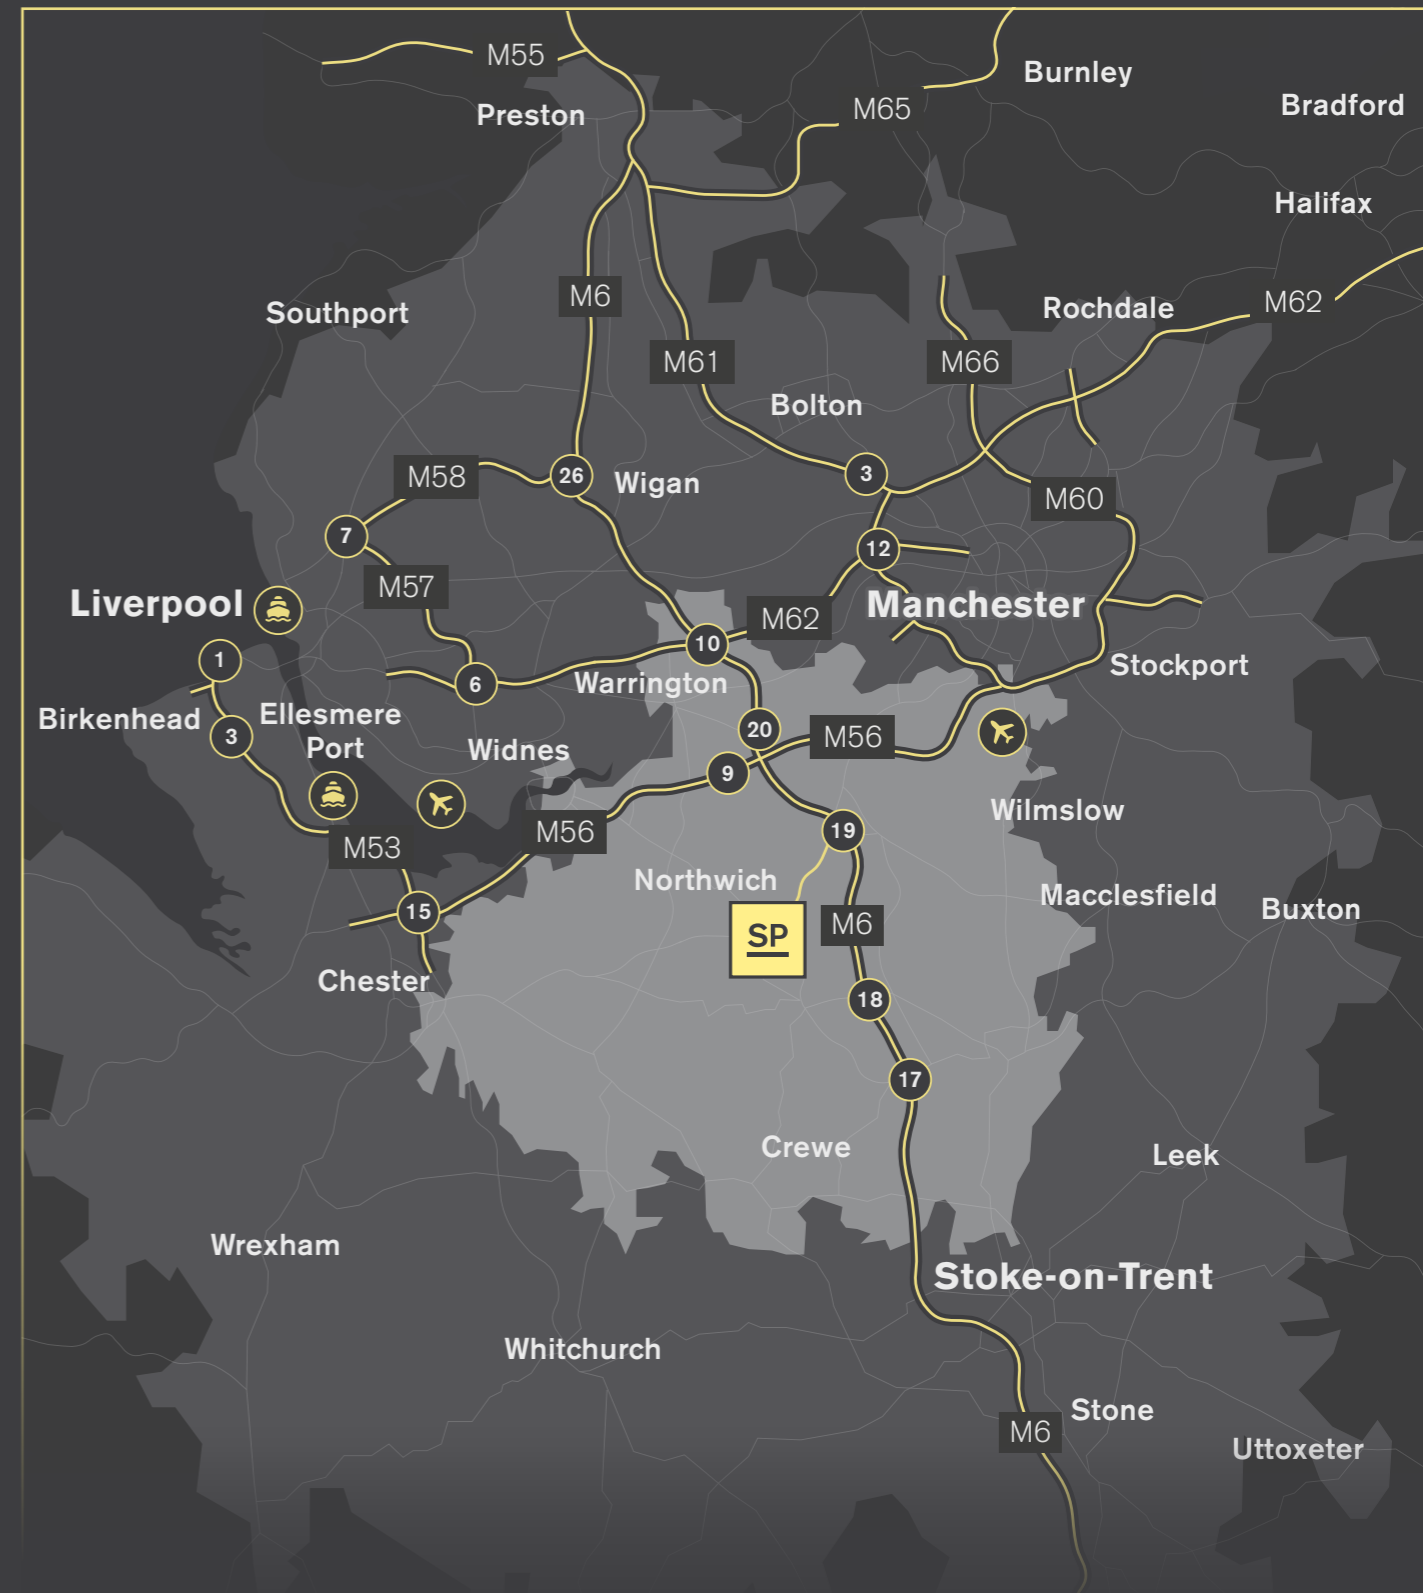 M55
Burnley
Bradford
M65
Preston
Halifax
M6
M62
Rochdale
Southport
M61
M66
Bolton
M58
26
Wigan
3
M60
7
12
M57
Liverpool
Manchester
M62
10
1
6
Warrington
Stockport
Birkenhead
3
Ellesmere
Port
Widnes
20
M56
9
Wilmslow
M56
19
M53
Northwich
Macclesfield
Buxton
15
SP
M6
Chester
18
17
Crewe
Leek
Wrexham
Stoke-on-Trent
Whitchurch
Stone
M6
Uttoxeter